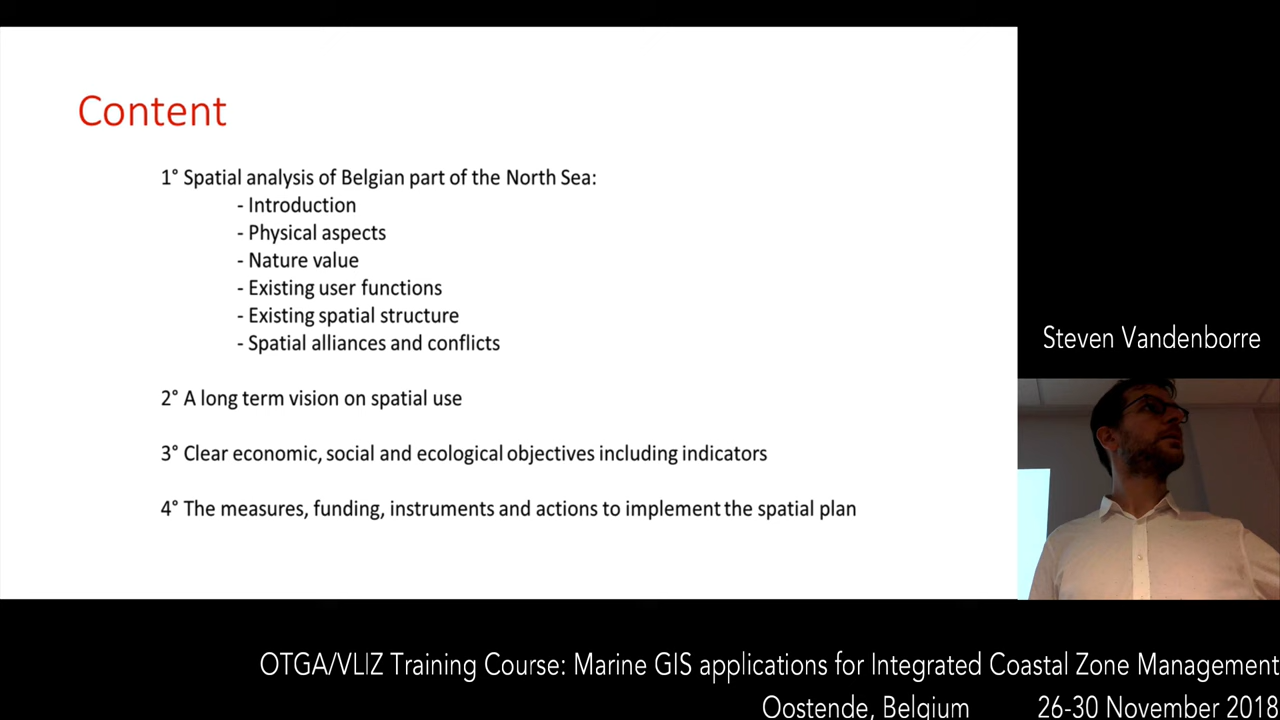 Content
1° Spatial analysis of Belgian part of the North Sea:
- Introduction
- Physical aspects
- Nature value
- Existing user functions
- Existing spatial structure
- Spatial alliances and conflicts
2° A long term vision on spatial use
3° Clear economic, social and ecological objectives including indicators
4° The measures, funding, instruments and actions to implement the spatial plan
Steven Vandenborre
OTGA/VLIZ Training Course: Marine GIS applications for Integrated Coastal Zone Management
Oostende, Belgium 26-30 November 2018